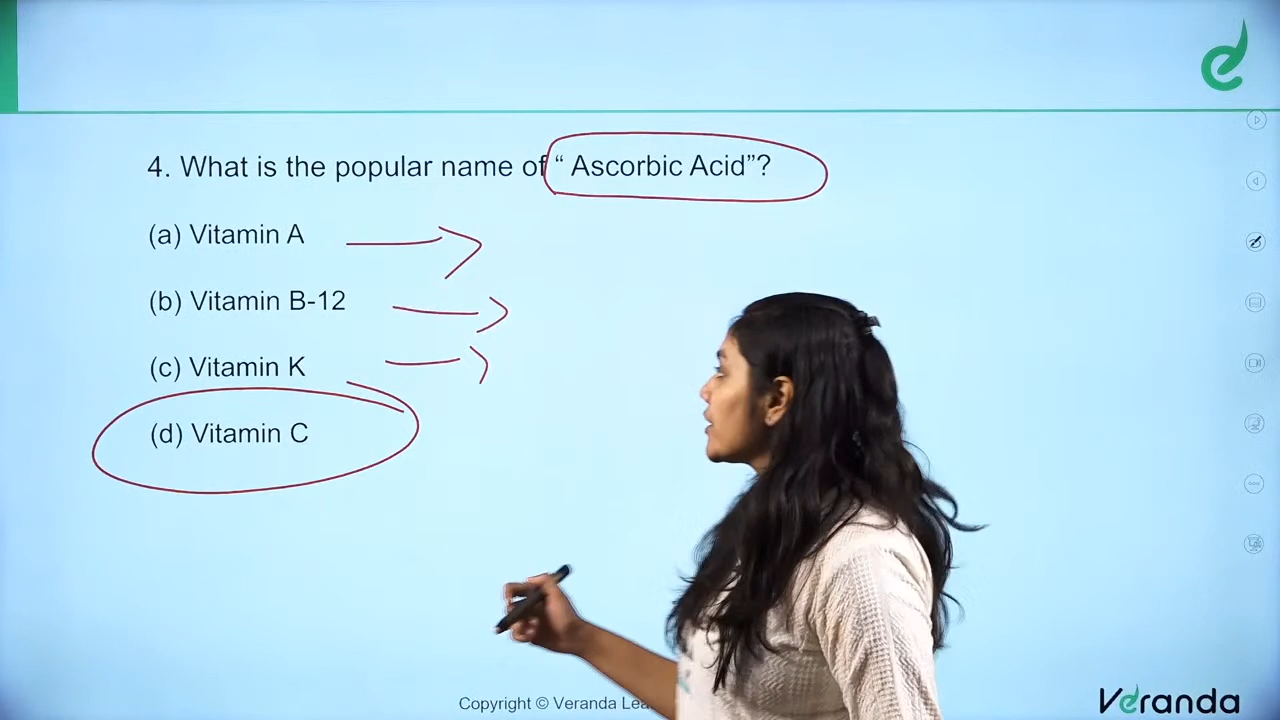 4. What is the popular name of “ Ascorbic Acid”?
(a) Vitamin A
(b) Vitamin B-12
(c) Vitamin K
(d) Vitamin C
Copyright © Veranda
Veranda